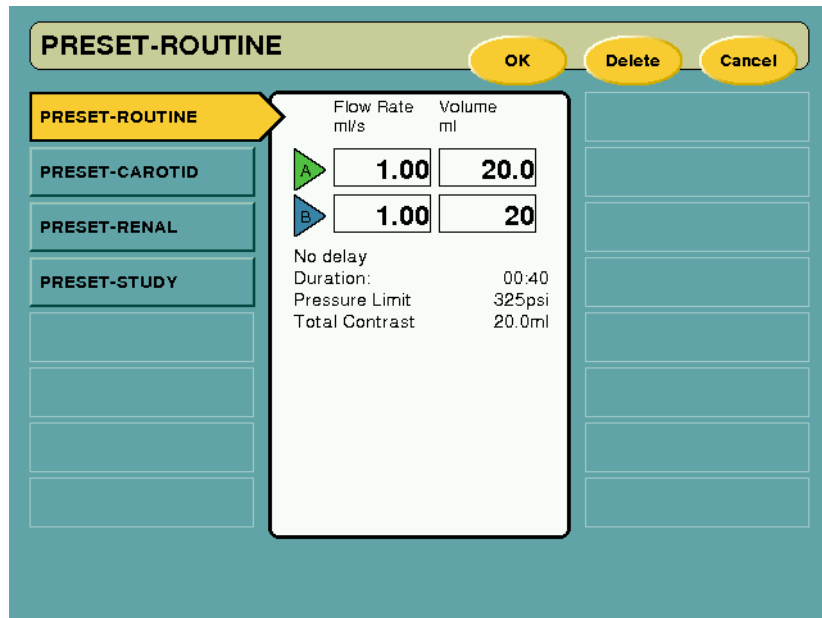 PRESET-ROUTINE
OK
Delete
Cancel
PRESET-ROUTINE
PRESET-CAROTID
PRESET-RENAL
PRESET-STUDY
Flow Rate Volume
ml/s ml
A 1.00 20.0
B 1.00 20
No delay
Duration: 00:40
Pressure Limit 325psi
Total Contrast 20.0ml